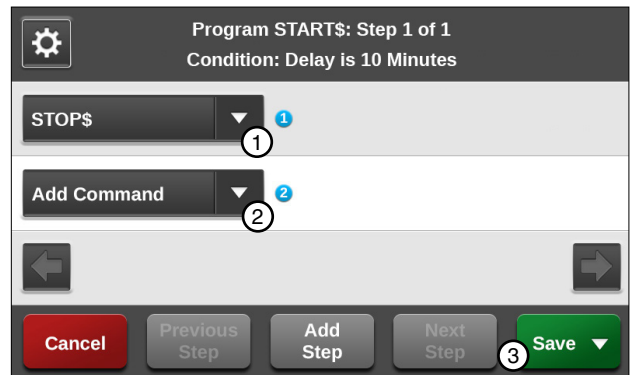 Program START$: Step 1 of 1
Condition: Delay is 10 Minutes
STOP$ 1
1
Add Command 2
2
Cancel
Previous Step
Add Step
Next Step
3
Save